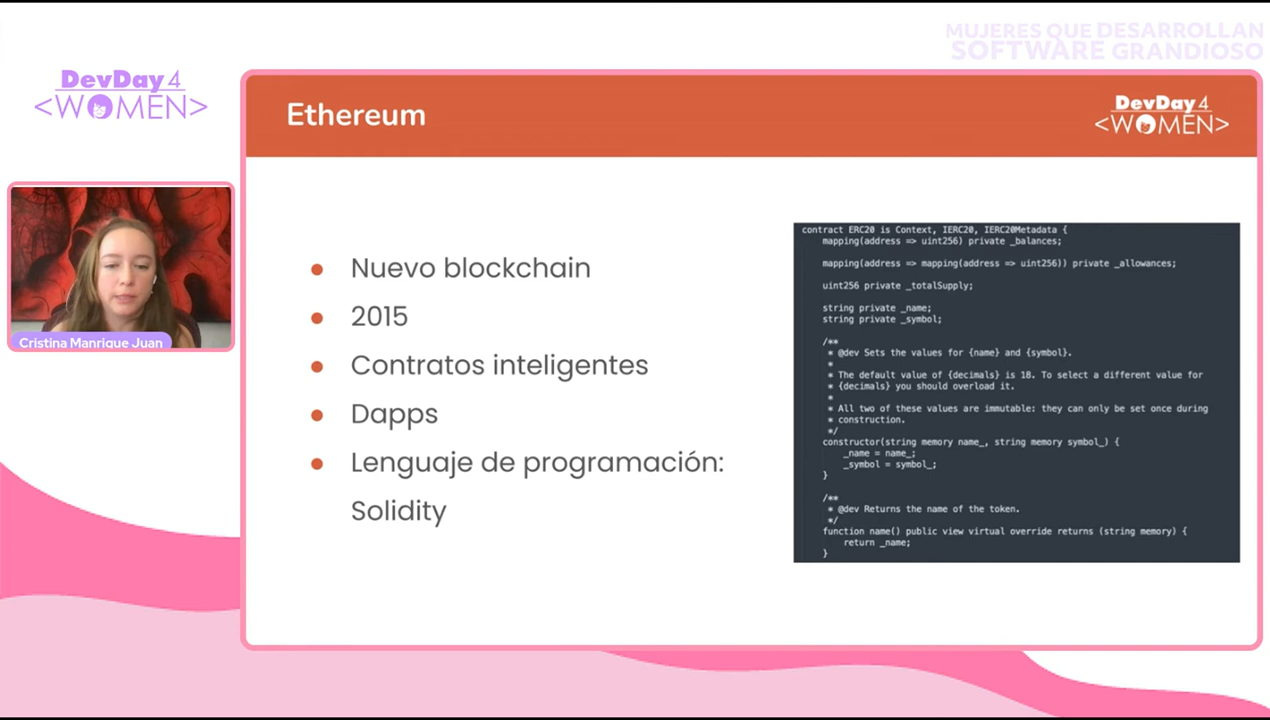 MUJERES QUE DESARROLLAN
SOFTWARE GRANDIOSO
DevDay4
<WOMEN>
Ethereum
DevDay4
<WOMEN>
Cristina Manrique Juan
Nuevo blockchain
2015
Contratos inteligentes
Dapps
Lenguaje de programación:
Solidity
contract ERC20 is Context, IERC20, IERC20Metadata {
mapping(address => uint256) private _balances;
mapping(address => mapping(address => uint256)) private _allowances;
uint256 private _totalSupply;
string private _name;
string private _symbol;
/**
* @dev Sets the values for {name} and {symbol}.
*
* The default value of {decimals} is 18. To select a different value for
* {decimals} you should overload it.
*
* All two of these values are immutable: they can only be set once during
* construction.
*/
constructor(string memory name_, string memory symbol_) {
_name = name_;
_symbol = symbol_;
}
/**
* @dev Returns the name of the token.
*/
function name() public view virtual override returns (string memory) {
return _name;
}